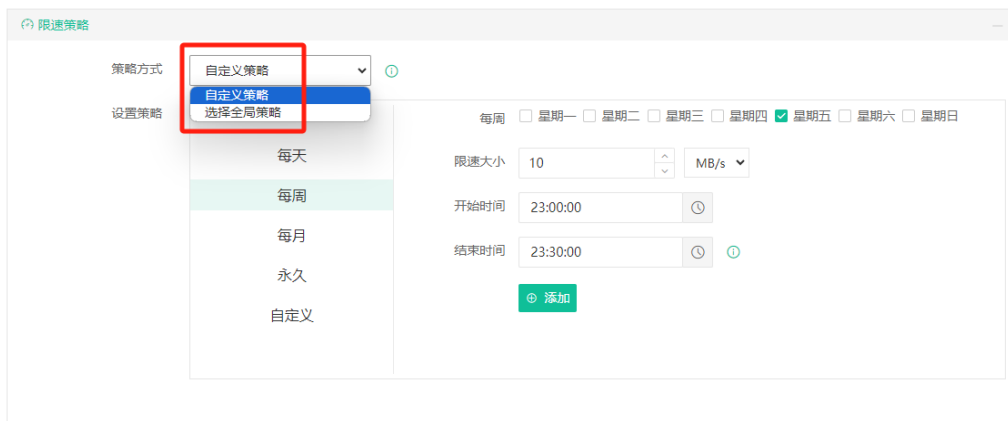 限速策略
策略方式 自定义策略
自定义策略
选择全局策略
设置策略
每天
每周
每月
永久
自定义
每周 星期一 星期二 星期三 星期四 星期五 星期六 星期日
限速大小 10 MB/s
开始时间 23:00:00
结束时间 23:30:00
添加